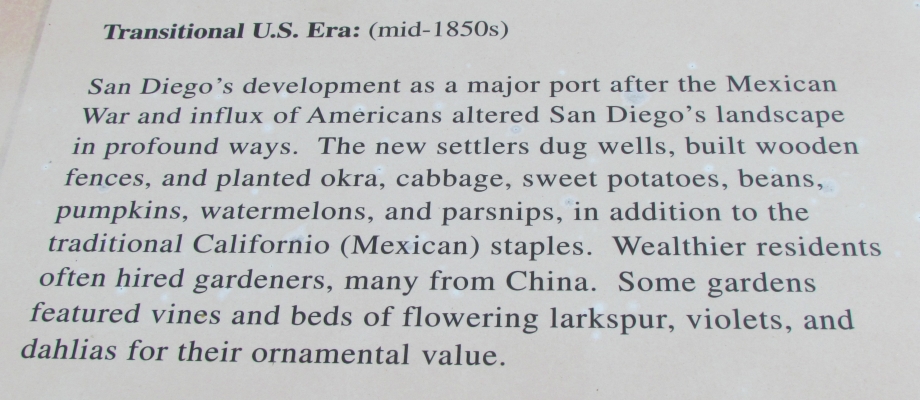 Transitional U.S. Era: (mid-1850s)
San Diego's development as a major port after the Mexican
War and influx of Americans altered San Diego's landscape
in profound ways. The new settlers dug wells, built wooden
fences, and planted okra, cabbage, sweet potatoes, beans,
pumpkins, watermelons, and parsnips, in addition to the
traditional Californio (Mexican) staples. Wealthier residents
often hired gardeners, many from China. Some gardens
featured vines and beds of flowering larkspur, violets, and
dahlias for their ornamental value.